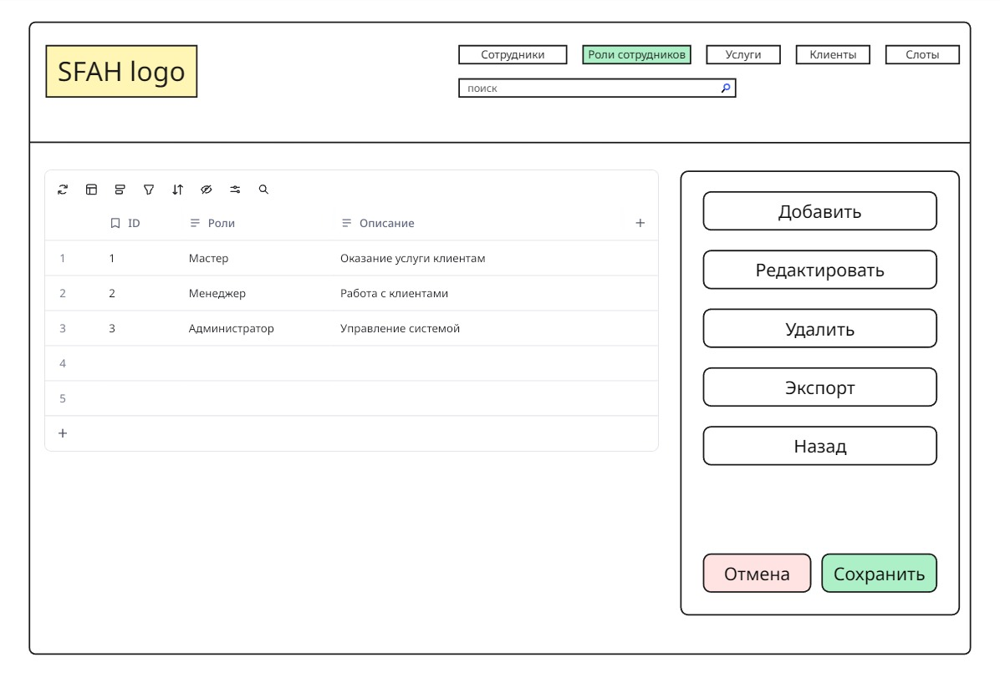 SFAH logo
Сотрудники
Роли сотрудников
Услуги
Клиенты
Слоты
поиск
ID Роли Описание
1 1 Мастер Оказание услуги клиентам
2 2 Менеджер Работа с клиентами
3 3 Администратор Управление системой
4
5
+
Добавить
Редактировать
Удалить
Экспорт
Назад
Отмена
Сохранить